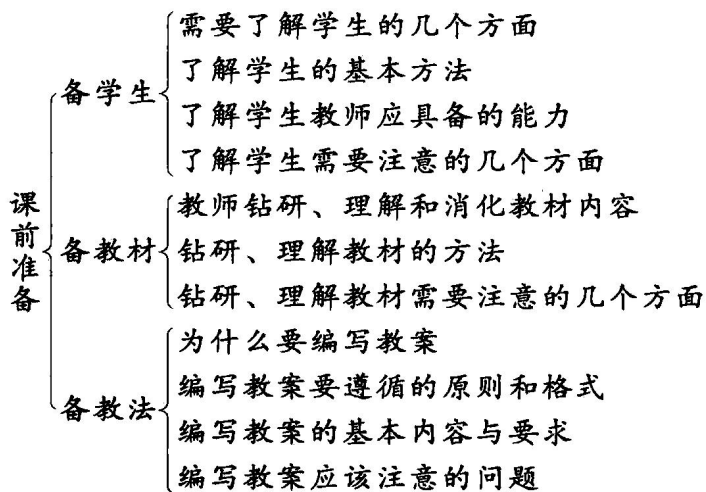 课前准备
备学生
需要了解学生的几个方面
了解学生的基本方法
了解学生教师应具备的能力
了解学生需要注意的几个方面
备教材
教师钻研、理解和消化教材内容
钻研、理解教材的方法
钻研、理解教材需要注意的几个方面
备教法
为什么要编写教案
编写教案要遵循的原则和格式
编写教案的基本内容与要求
编写教案应该注意的问题